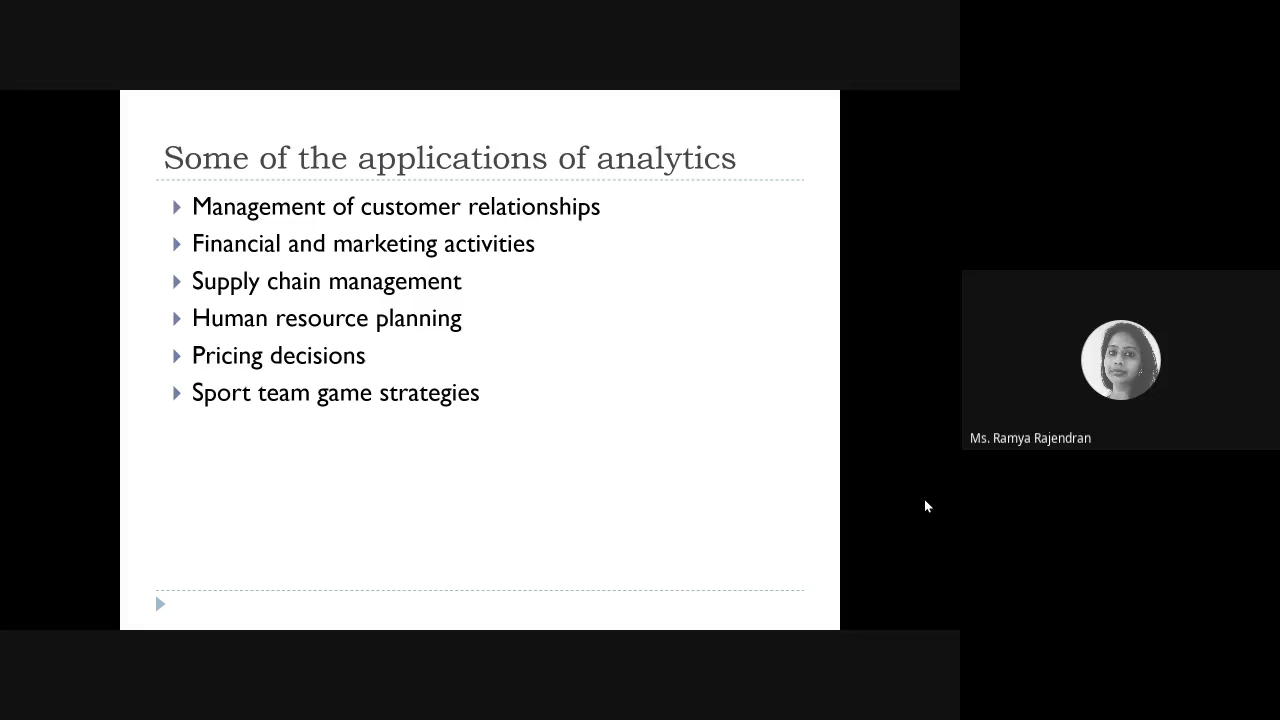 Some of the applications of analytics
Management of customer relationships
Financial and marketing activities
Supply chain management
Human resource planning
Pricing decisions
Sport team game strategies
Ms. Ramya Rajendran